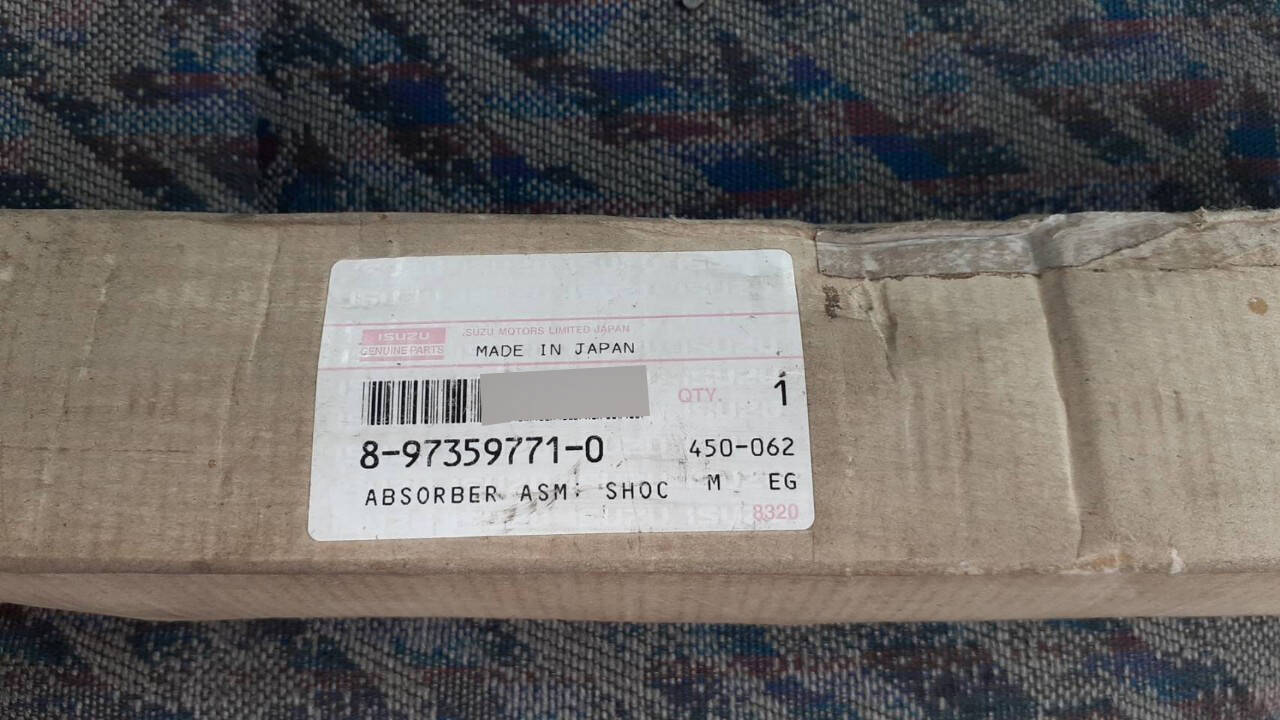 ISUZU
GENUINE PARTS
ISUZU MOTORS LIMITED JAPAN
MADE IN JAPAN
QTY. 1
8-97359771-0 450-062
ABSORBER ASM; SHOC M EG
8320